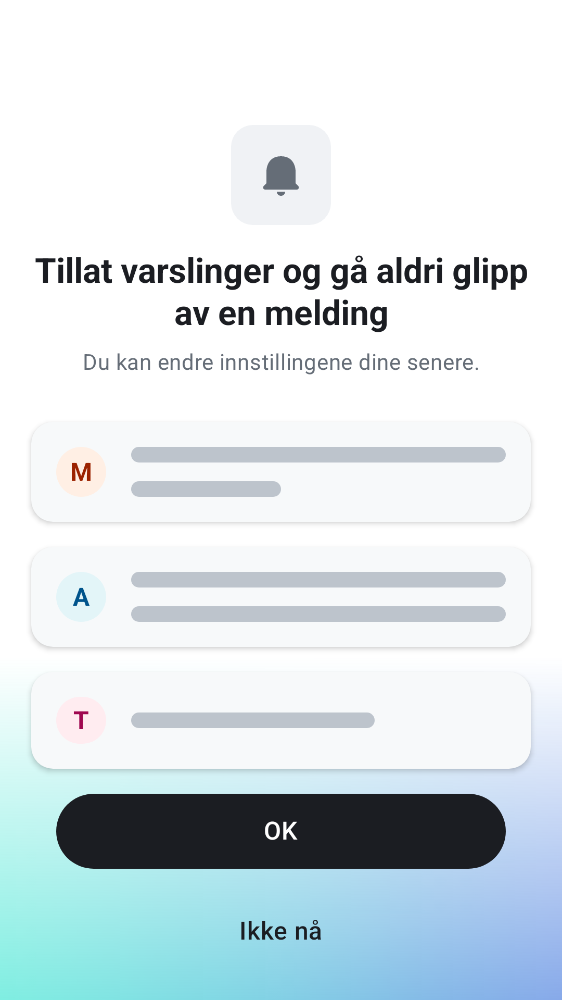 Tillat varslinger og gå aldri glipp
av en melding
Du kan endre innstillingene dine senere.
M
A
T
OK
Ikke nå